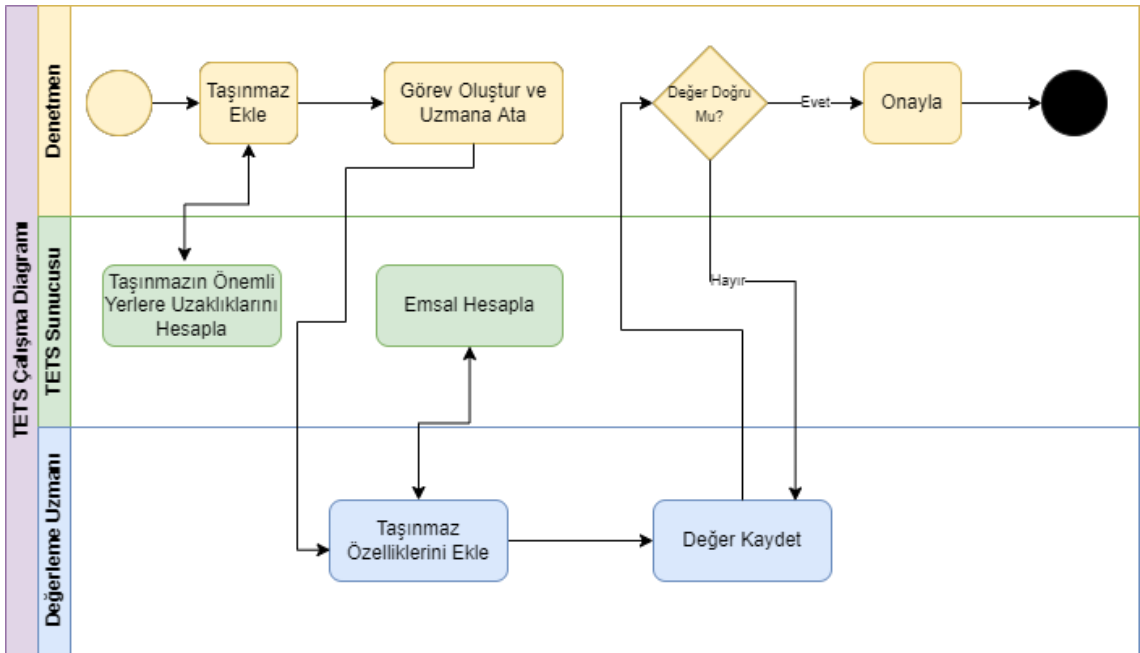 TETS Çalışma Diagramı
Denetmen
Taşınmaz
Ekle
Görev Oluştur ve
Uzmana Ata
Değer Doğru
Mu?
Evet
Onayla
TETS Sunucusu
Taşınmazın Önemli
Yerlere Uzaklıklarını
Hesapla
Emsal Hesapla
Hayır
Değerleme Uzmanı
Taşınmaz
Özelliklerini Ekle
Değer Kaydet